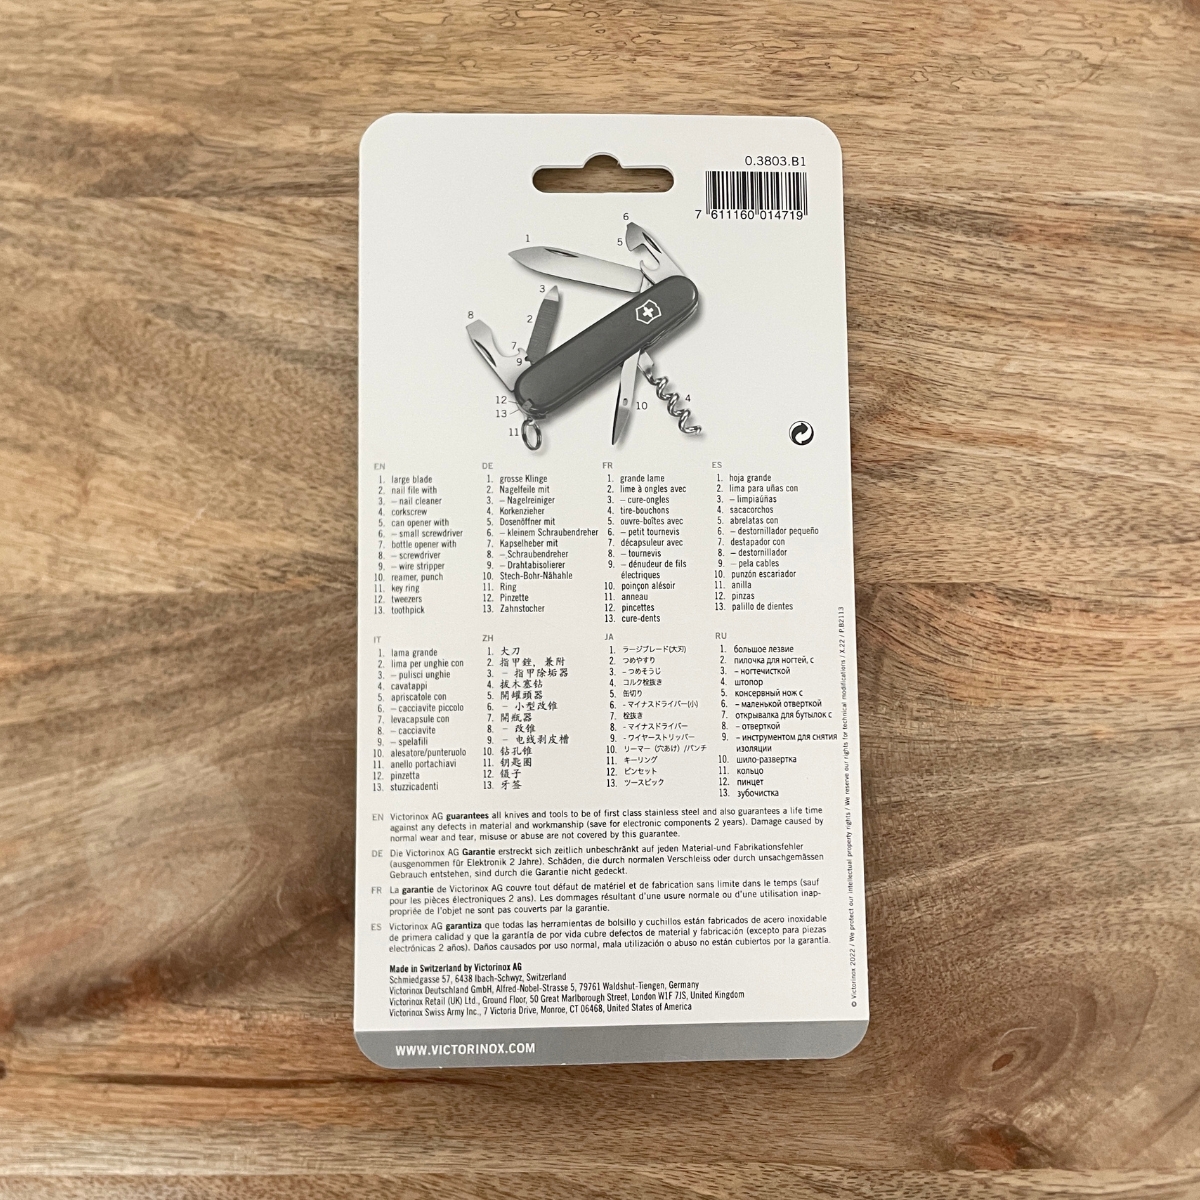 0.3803.B1
7 611160 014719
6
1
5
3
8
2
7
9
12
4
10
13
11
EN
1. large blade
2. nail file with
3. – nail cleaner
4. corkscrew
5. can opener with
6. – small screwdriver
7. bottle opener with
8. – screwdriver
9. – wire stripper
10. reamer, punch
11. key ring
12. tweezers
13. toothpick
DE
1. grosse Klinge
2. Nagelfeile mit
3. – Nagelreiniger
4. Korkenzieher
5. Dosenöffner mit
6. – kleinem Schraubendreher
7. Kapselheber mit
8. – Schraubendreher
9. – Drahtabisolierer
10. Stech-Bohr-Nähahle
11. Ring
12. Pinzette
13. Zahnstocher
FR
1. grande lame
2. lime à ongles avec
3. – cure-ongles
4. tire-bouchons
5. ouvre-boîtes avec
6. – petit tournevis
7. décapsuleur avec
8. – tournevis
9. – dénudeur de fils
électriques
10. poinçon alésoir
11. anneau
12. pincettes
13. cure-dents
ES
1. hoja grande
2. lima para uñas con
3. – limpiaúñas
4. sacacorchos
5. abrelatas con
6. – destornillador pequeño
7. destapador con
8. – destornillador
9. – pela cables
10. punzón escariador
11. anilla
12. pinzas
13. palillo de dientes
IT
1. lama grande
2. lima per unghie con
3. – pulisci unghie
4. cavatappi
5. apriscatole con
6. – cacciavite piccolo
7. levacapsule con
8. – cacciavite
9. – spelafili
10. alesatore/punteruolo
11. anello portachiavi
12. pinzetta
13. stuzzicadenti
ZH
1. 大刀
2. 指甲銼，兼附
3. – 指甲除垢器
4. 拔木塞钻
5. 開罐頭器
6. – 小型改锥
7. 開瓶器
8. – 改锥
9. – 电线剥皮槽
10. 钻孔锥
11. 钥匙圈
12. 镊子
13. 牙签
JA
1. ラージブレード(大刃)
2. つめやすり
3. – つめそうじ
4. コルク栓抜き
5. 缶切り
6. - マイナスドライバー(小)
7. 栓抜き
8. - マイナスドライバー
9. - ワイヤーストリッパー
10. リーマー（穴あけ）/パンチ
11. キーリング
12. ピンセット
13. ツースピック
RU
1. большое лезвие
2. пилочка для ногтей, с
3. – ногтечисткой
4. штопор
5. консервный нож с
6. – маленькой отверткой
7. открывалка для бутылок с
8. – отверткой
9. – инструментом для снятия
изоляции
10. шило-развертка
11. кольцо
12. пинцет
13. зубочистка
EN Victorinox AG guarantees all knives and tools to be of first class stainless steel and also guarantees a life time
against any defects in material and workmanship (save for electronic components 2 years). Damage caused by
normal wear and tear, misuse or abuse are not covered by this guarantee.
DE Die Victorinox AG Garantie erstreckt sich zeitlich unbeschränkt auf jeden Material-und Fabrikationsfehler
(ausgenommen für Elektronik 2 Jahre). Schäden, die durch normalen Verschleiss oder durch unsachgemässen
Gebrauch entstehen, sind durch die Garantie nicht gedeckt.
FR La garantie de Victorinox AG couvre tout défaut de matériel et de fabrication sans limite dans le temps (sauf
pour les pièces électroniques 2 ans). Les dommages résultant d'une usure normale ou d'une utilisation inap-
propriée de l'objet ne sont pas couverts par la garantie.
ES Victorinox AG garantiza que todas las herramientas de bolsillo y cuchillos están fabricados de acero inoxidable
de primera calidad y que la garantía de por vida cubre defectos de material y fabricación (excepto para piezas
electrónicas 2 años). Daños causados por uso normal, mala utilización o abuso no están cubiertos por la garantía.
Made in Switzerland by Victorinox AG
Schmiedgasse 57, 6438 Ibach-Schwyz, Switzerland
Victorinox Deutschland GmbH, Alfred-Nobel-Strasse 5, 79761 Waldshut-Tiengen, Germany
Victorinox Retail (UK) Ltd., Ground Floor, 50 Great Marlborough Street, London W1F 7JS, United Kingdom
Victorinox Swiss Army Inc., 7 Victoria Drive, Monroe, CT 06468, United States of America
© Victorinox 2022 / We protect our intellectual property rights / We reserve our rights for technical modifications / X.22 / P.B2113
WWW.VICTORINOX.COM